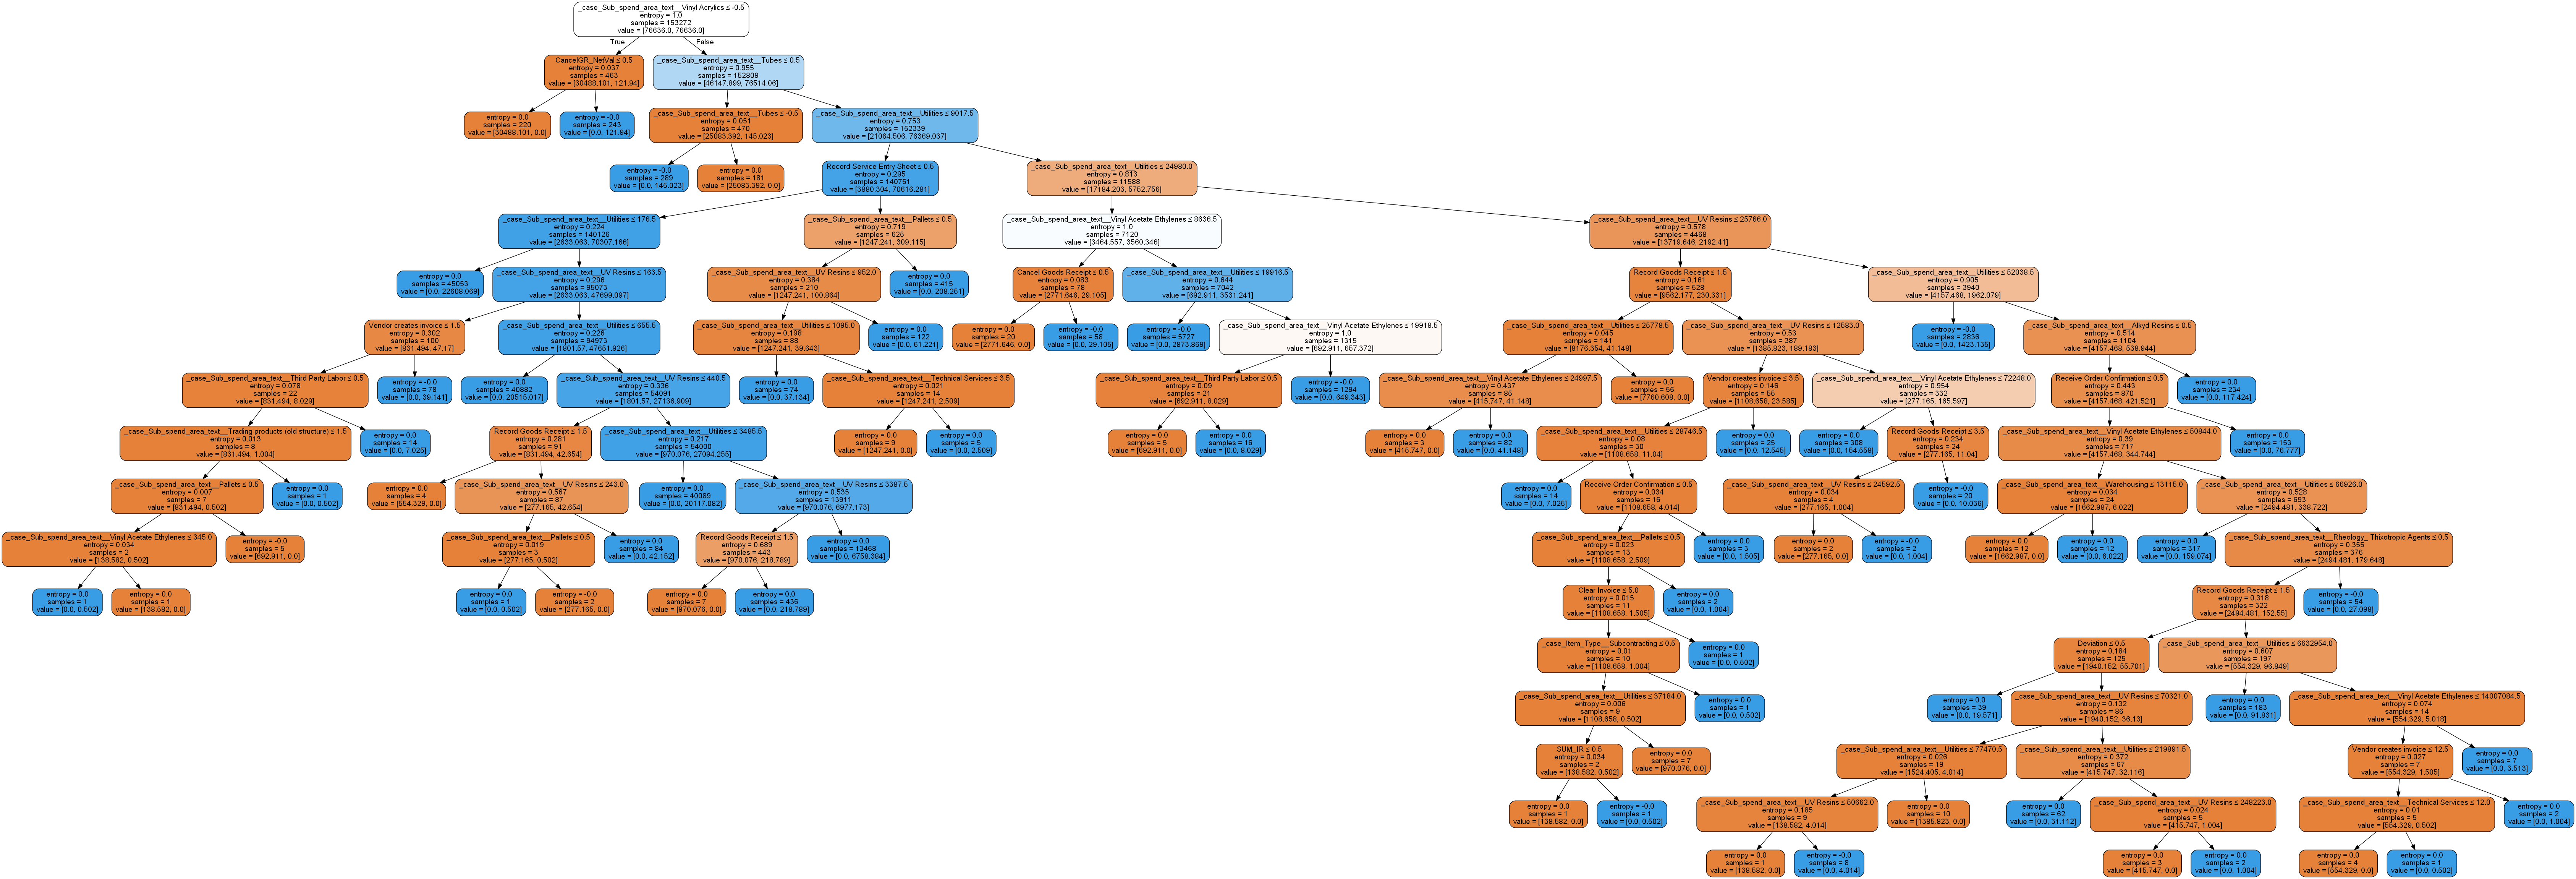 _case_Sub_spend_area_text__Vinyl Acrylics ≤ -0.5
entropy = 1.0
samples = 153272
value = [76636.0, 76636.0]
True
False
CancelGR_NetVal ≤ 0.5
entropy = 0.037
samples = 463
value = [30488.101, 121.94]
_case_Sub_spend_area_text__Tubes ≤ 0.5
entropy = 0.955
samples = 152809
value = [46147.899, 76514.06]
entropy = 0.0
samples = 220
value = [30488.101, 0.0]
entropy = -0.0
samples = 243
value = [0.0, 121.94]
_case_Sub_spend_area_text__Tubes ≤ -0.5
entropy = 0.051
samples = 470
value = [25083.392, 145.023]
_case_Sub_spend_area_text__Utilities ≤ 9017.5
entropy = 0.753
samples = 152339
value = [21064.506, 76369.037]
entropy = -0.0
samples = 289
value = [0.0, 145.023]
entropy = 0.0
samples = 181
value = [25083.392, 0.0]
Record Service Entry Sheet ≤ 0.5
entropy = 0.295
samples = 140751
value = [3880.304, 70616.281]
_case_Sub_spend_area_text__Utilities ≤ 24980.0
entropy = 0.813
samples = 11588
value = [17184.203, 5752.756]
_case_Sub_spend_area_text__Utilities ≤ 176.5
entropy = 0.224
samples = 140126
value = [2633.063, 70307.166]
_case_Sub_spend_area_text__Pallets ≤ 0.5
entropy = 0.719
samples = 625
value = [1247.241, 309.115]
_case_Sub_spend_area_text__Vinyl Acetate Ethylenes ≤ 8636.5
entropy = 1.0
samples = 7120
value = [3464.557, 3560.346]
_case_Sub_spend_area_text__UV Resins ≤ 25766.0
entropy = 0.578
samples = 4468
value = [13719.646, 2192.41]
entropy = 0.0
samples = 45053
value = [0.0, 22608.069]
_case_Sub_spend_area_text__UV Resins ≤ 163.5
entropy = 0.296
samples = 95073
value = [2633.063, 47699.097]
_case_Sub_spend_area_text__UV Resins ≤ 952.0
entropy = 0.384
samples = 210
value = [1247.241, 100.864]
entropy = 0.0
samples = 415
value = [0.0, 208.251]
Cancel Goods Receipt ≤ 0.5
entropy = 0.083
samples = 78
value = [2771.646, 29.105]
_case_Sub_spend_area_text__Utilities ≤ 19916.5
entropy = 0.644
samples = 7042
value = [692.911, 3531.241]
Record Goods Receipt ≤ 1.5
entropy = 0.161
samples = 528
value = [9562.177, 230.331]
_case_Sub_spend_area_text__Utilities ≤ 52038.5
entropy = 0.905
samples = 3940
value = [4157.468, 1962.079]
Vendor creates invoice ≤ 1.5
entropy = 0.302
samples = 100
value = [831.494, 47.17]
_case_Sub_spend_area_text__Utilities ≤ 655.5
entropy = 0.226
samples = 94973
value = [1801.57, 47651.926]
_case_Sub_spend_area_text__Utilities ≤ 1095.0
entropy = 0.198
samples = 88
value = [1247.241, 39.643]
entropy = 0.0
samples = 122
value = [0.0, 61.221]
entropy = 0.0
samples = 20
value = [2771.646, 0.0]
entropy = -0.0
samples = 58
value = [0.0, 29.105]
entropy = -0.0
samples = 5727
value = [0.0, 2873.869]
_case_Sub_spend_area_text__Vinyl Acetate Ethylenes ≤ 19918.5
entropy = 1.0
samples = 1315
value = [692.911, 657.372]
_case_Sub_spend_area_text__Utilities ≤ 25778.5
entropy = 0.045
samples = 141
value = [8176.354, 41.148]
_case_Sub_spend_area_text__UV Resins ≤ 12583.0
entropy = 0.53
samples = 387
value = [1385.823, 189.183]
entropy = -0.0
samples = 2836
value = [0.0, 1423.135]
_case_Sub_spend_area_text__Alkyd Resins ≤ 0.5
entropy = 0.514
samples = 1104
value = [4157.468, 538.944]
_case_Sub_spend_area_text__Third Party Labor ≤ 0.5
entropy = 0.078
samples = 22
value = [831.494, 8.029]
entropy = -0.0
samples = 78
value = [0.0, 39.141]
entropy = 0.0
samples = 40882
value = [0.0, 20515.017]
_case_Sub_spend_area_text__UV Resins ≤ 440.5
entropy = 0.336
samples = 54091
value = [1801.57, 27136.909]
entropy = 0.0
samples = 74
value = [0.0, 37.134]
_case_Sub_spend_area_text__Technical Services ≤ 3.5
entropy = 0.021
samples = 14
value = [1247.241, 2.509]
_case_Sub_spend_area_text__Third Party Labor ≤ 0.5
entropy = 0.09
samples = 21
value = [692.911, 8.029]
entropy = -0.0
samples = 1294
value = [0.0, 649.343]
_case_Sub_spend_area_text__Vinyl Acetate Ethylenes ≤ 24997.5
entropy = 0.437
samples = 85
value = [415.747, 41.148]
entropy = 0.0
samples = 56
value = [7760.608, 0.0]
Vendor creates invoice ≤ 3.5
entropy = 0.146
samples = 55
value = [1108.658, 23.585]
_case_Sub_spend_area_text__Vinyl Acetate Ethylenes ≤ 72248.0
entropy = 0.954
samples = 332
value = [277.165, 165.597]
Receive Order Confirmation ≤ 0.5
entropy = 0.443
samples = 870
value = [4157.468, 421.521]
entropy = 0.0
samples = 234
value = [0.0, 117.424]
_case_Sub_spend_area_text__Trading products (old structure) ≤ 1.5
entropy = 0.013
samples = 8
value = [831.494, 1.004]
entropy = 0.0
samples = 14
value = [0.0, 7.025]
Record Goods Receipt ≤ 1.5
entropy = 0.281
samples = 91
value = [831.494, 42.654]
_case_Sub_spend_area_text__Utilities ≤ 3485.5
entropy = 0.217
samples = 54000
value = [970.076, 27094.255]
entropy = 0.0
samples = 9
value = [1247.241, 0.0]
entropy = 0.0
samples = 5
value = [0.0, 2.509]
entropy = 0.0
samples = 5
value = [692.911, 0.0]
entropy = 0.0
samples = 16
value = [0.0, 8.029]
entropy = 0.0
samples = 3
value = [415.747, 0.0]
entropy = 0.0
samples = 82
value = [0.0, 41.148]
_case_Sub_spend_area_text__Utilities ≤ 28746.5
entropy = 0.08
samples = 30
value = [1108.658, 11.04]
entropy = 0.0
samples = 25
value = [0.0, 12.545]
entropy = 0.0
samples = 308
value = [0.0, 154.558]
Record Goods Receipt ≤ 3.5
entropy = 0.234
samples = 24
value = [277.165, 11.04]
_case_Sub_spend_area_text__Vinyl Acetate Ethylenes ≤ 50844.0
entropy = 0.39
samples = 717
value = [4157.468, 344.744]
entropy = 0.0
samples = 153
value = [0.0, 76.777]
_case_Sub_spend_area_text__Pallets ≤ 0.5
entropy = 0.007
samples = 7
value = [831.494, 0.502]
entropy = 0.0
samples = 1
value = [0.0, 0.502]
entropy = 0.0
samples = 4
value = [554.329, 0.0]
_case_Sub_spend_area_text__UV Resins ≤ 243.0
entropy = 0.567
samples = 87
value = [277.165, 42.654]
entropy = 0.0
samples = 40089
value = [0.0, 20117.082]
_case_Sub_spend_area_text__UV Resins ≤ 3387.5
entropy = 0.535
samples = 13911
value = [970.076, 6977.173]
entropy = 0.0
samples = 14
value = [0.0, 7.025]
Receive Order Confirmation ≤ 0.5
entropy = 0.034
samples = 16
value = [1108.658, 4.014]
_case_Sub_spend_area_text__UV Resins ≤ 24592.5
entropy = 0.034
samples = 4
value = [277.165, 1.004]
entropy = -0.0
samples = 20
value = [0.0, 10.036]
_case_Sub_spend_area_text__Warehousing ≤ 13115.0
entropy = 0.034
samples = 24
value = [1662.987, 6.022]
_case_Sub_spend_area_text__Utilities ≤ 66926.0
entropy = 0.528
samples = 693
value = [2494.481, 338.722]
_case_Sub_spend_area_text__Vinyl Acetate Ethylenes ≤ 345.0
entropy = 0.034
samples = 2
value = [138.582, 0.502]
entropy = -0.0
samples = 5
value = [692.911, 0.0]
_case_Sub_spend_area_text__Pallets ≤ 0.5
entropy = 0.019
samples = 3
value = [277.165, 0.502]
entropy = 0.0
samples = 84
value = [0.0, 42.152]
Record Goods Receipt ≤ 1.5
entropy = 0.689
samples = 443
value = [970.076, 218.789]
entropy = 0.0
samples = 13468
value = [0.0, 6758.384]
_case_Sub_spend_area_text__Pallets ≤ 0.5
entropy = 0.023
samples = 13
value = [1108.658, 2.509]
entropy = 0.0
samples = 3
value = [0.0, 1.505]
entropy = 0.0
samples = 2
value = [277.165, 0.0]
entropy = -0.0
samples = 2
value = [0.0, 1.004]
entropy = 0.0
samples = 12
value = [1662.987, 0.0]
entropy = 0.0
samples = 12
value = [0.0, 6.022]
entropy = 0.0
samples = 317
value = [0.0, 159.074]
_case_Sub_spend_area_text__Rheology_ Thixotropic Agents ≤ 0.5
entropy = 0.355
samples = 376
value = [2494.481, 179.648]
entropy = 0.0
samples = 1
value = [0.0, 0.502]
entropy = 0.0
samples = 1
value = [138.582, 0.0]
entropy = 0.0
samples = 1
value = [0.0, 0.502]
entropy = -0.0
samples = 2
value = [277.165, 0.0]
entropy = 0.0
samples = 7
value = [970.076, 0.0]
entropy = 0.0
samples = 436
value = [0.0, 218.789]
Clear Invoice ≤ 5.0
entropy = 0.015
samples = 11
value = [1108.658, 1.505]
entropy = 0.0
samples = 2
value = [0.0, 1.004]
Record Goods Receipt ≤ 1.5
entropy = 0.318
samples = 322
value = [2494.481, 152.55]
entropy = -0.0
samples = 54
value = [0.0, 27.098]
_case_Item_Type__Subcontracting ≤ 0.5
entropy = 0.01
samples = 10
value = [1108.658, 1.004]
entropy = 0.0
samples = 1
value = [0.0, 0.502]
Deviation ≤ 0.5
entropy = 0.184
samples = 125
value = [1940.152, 55.701]
_case_Sub_spend_area_text__Utilities ≤ 6632954.0
entropy = 0.607
samples = 197
value = [554.329, 96.849]
_case_Sub_spend_area_text__Utilities ≤ 37184.0
entropy = 0.006
samples = 9
value = [1108.658, 0.502]
entropy = 0.0
samples = 1
value = [0.0, 0.502]
entropy = 0.0
samples = 39
value = [0.0, 19.571]
_case_Sub_spend_area_text__UV Resins ≤ 70321.0
entropy = 0.132
samples = 86
value = [1940.152, 36.13]
entropy = 0.0
samples = 183
value = [0.0, 91.831]
_case_Sub_spend_area_text__Vinyl Acetate Ethylenes ≤ 14007084.5
entropy = 0.074
samples = 14
value = [554.329, 5.018]
SUM_IR ≤ 0.5
entropy = 0.034
samples = 2
value = [138.582, 0.502]
entropy = 0.0
samples = 7
value = [970.076, 0.0]
_case_Sub_spend_area_text__Utilities ≤ 77470.5
entropy = 0.026
samples = 19
value = [1524.405, 4.014]
_case_Sub_spend_area_text__Utilities ≤ 219891.5
entropy = 0.372
samples = 67
value = [415.747, 32.116]
Vendor creates invoice ≤ 12.5
entropy = 0.027
samples = 7
value = [554.329, 1.505]
entropy = 0.0
samples = 7
value = [0.0, 3.513]
entropy = 0.0
samples = 1
value = [138.582, 0.0]
entropy = -0.0
samples = 1
value = [0.0, 0.502]
_case_Sub_spend_area_text__UV Resins ≤ 50662.0
entropy = 0.185
samples = 9
value = [138.582, 4.014]
entropy = 0.0
samples = 10
value = [1385.823, 0.0]
entropy = 0.0
samples = 62
value = [0.0, 31.112]
_case_Sub_spend_area_text__UV Resins ≤ 248223.0
entropy = 0.024
samples = 5
value = [415.747, 1.004]
_case_Sub_spend_area_text__Technical Services ≤ 12.0
entropy = 0.01
samples = 5
value = [554.329, 0.502]
entropy = 0.0
samples = 2
value = [0.0, 1.004]
entropy = 0.0
samples = 1
value = [138.582, 0.0]
entropy = -0.0
samples = 8
value = [0.0, 4.014]
entropy = 0.0
samples = 3
value = [415.747, 0.0]
entropy = 0.0
samples = 2
value = [0.0, 1.004]
entropy = 0.0
samples = 4
value = [554.329, 0.0]
entropy = 0.0
samples = 1
value = [0.0, 0.502]